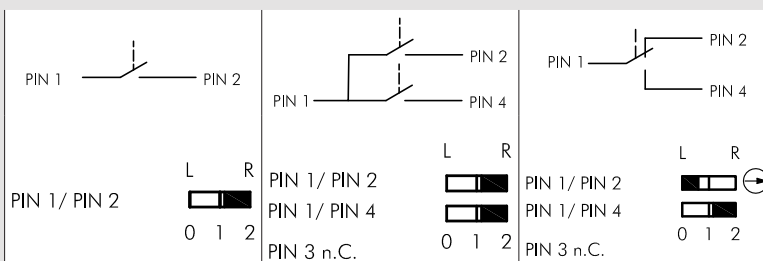 PIN 1 PIN 2
L R
PIN 1/ PIN 2
0 1 2
PIN 2
PIN 1 PIN 4
L R
PIN 1/ PIN 2
PIN 1/ PIN 4
0 1 2
PIN 3 n.C.
PIN 2
PIN 1
PIN 4
L R
PIN 1/ PIN 2
PIN 1/ PIN 4
0 1 2
PIN 3 n.C.